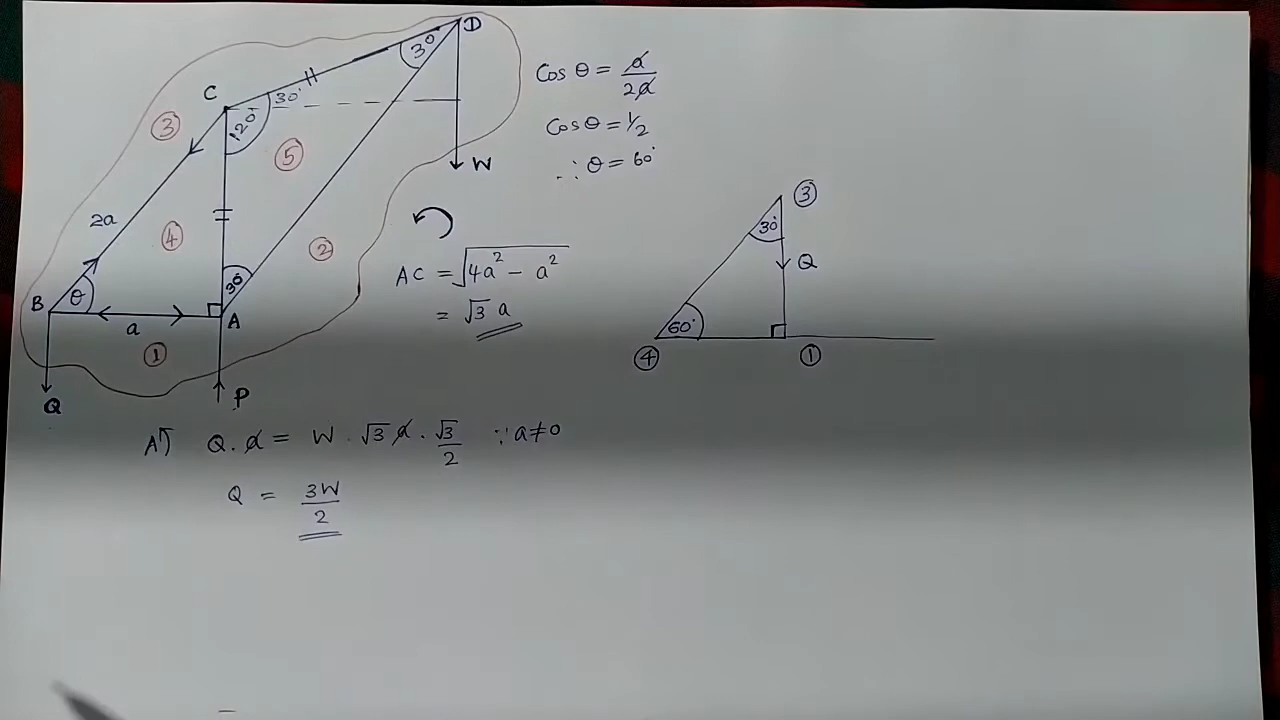 D
30
C
30°
120°
③
⑤
W
2a
④
②
30
B
θ
a
A
①
Q
P
Cos θ = a/2a
Cos θ = 1/2
∴ θ = 60°
AC = √4a² − a²
= √3 a
③
30°
Q
60°
④
①
A↰ Q . a = W . √3 a . √3/2 ∵ a≠0
Q = 3W/2